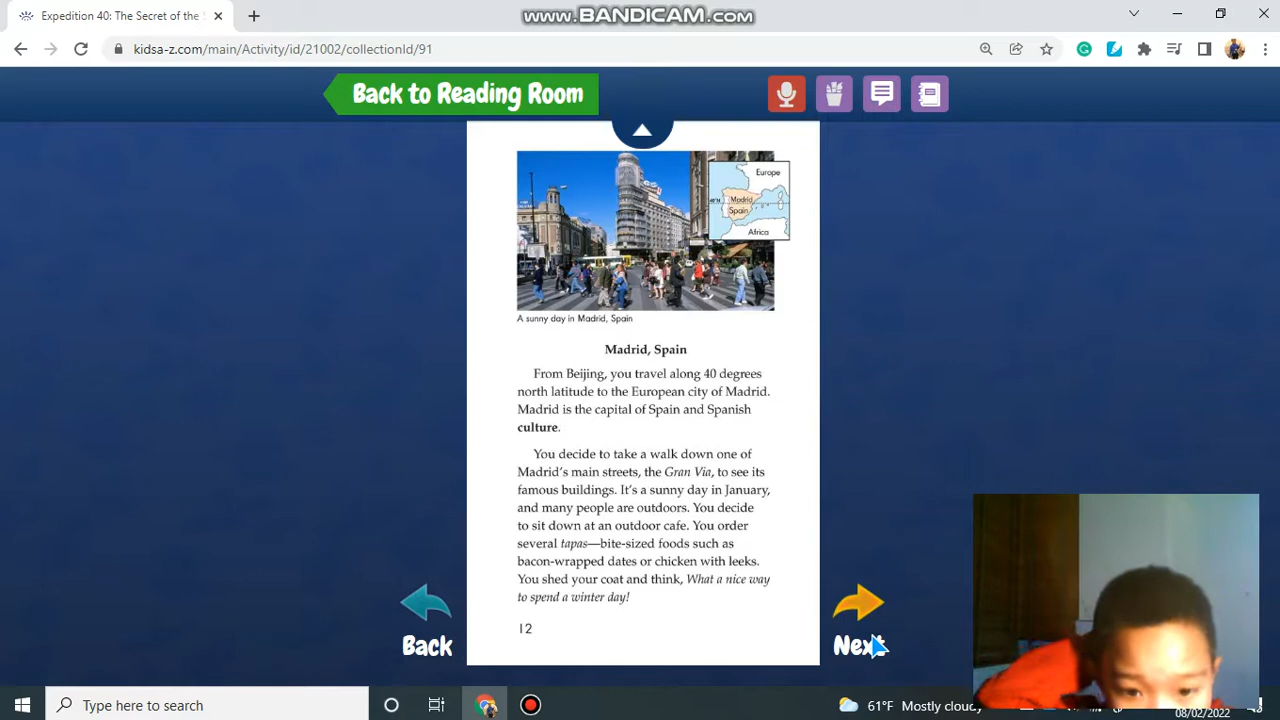 Expedition 40: The Secret of the
WWW.BANDICAM.COM
kidsa-z.com/main/Activity/id/21002/collectionId/91
Back to Reading Room
Europe
40°N
Madrid
Spain
Africa
A sunny day in Madrid, Spain
Madrid, Spain
From Beijing, you travel along 40 degrees
north latitude to the European city of Madrid.
Madrid is the capital of Spain and Spanish
culture.
You decide to take a walk down one of
Madrid's main streets, the Gran Via, to see its
famous buildings. It's a sunny day in January,
and many people are outdoors. You decide
to sit down at an outdoor cafe. You order
several tapas—bite-sized foods such as
bacon-wrapped dates or chicken with leeks.
You shed your coat and think, What a nice way
to spend a winter day!
12
Back
Next
Type here to search
61°F Mostly cloudy
08/02/2022